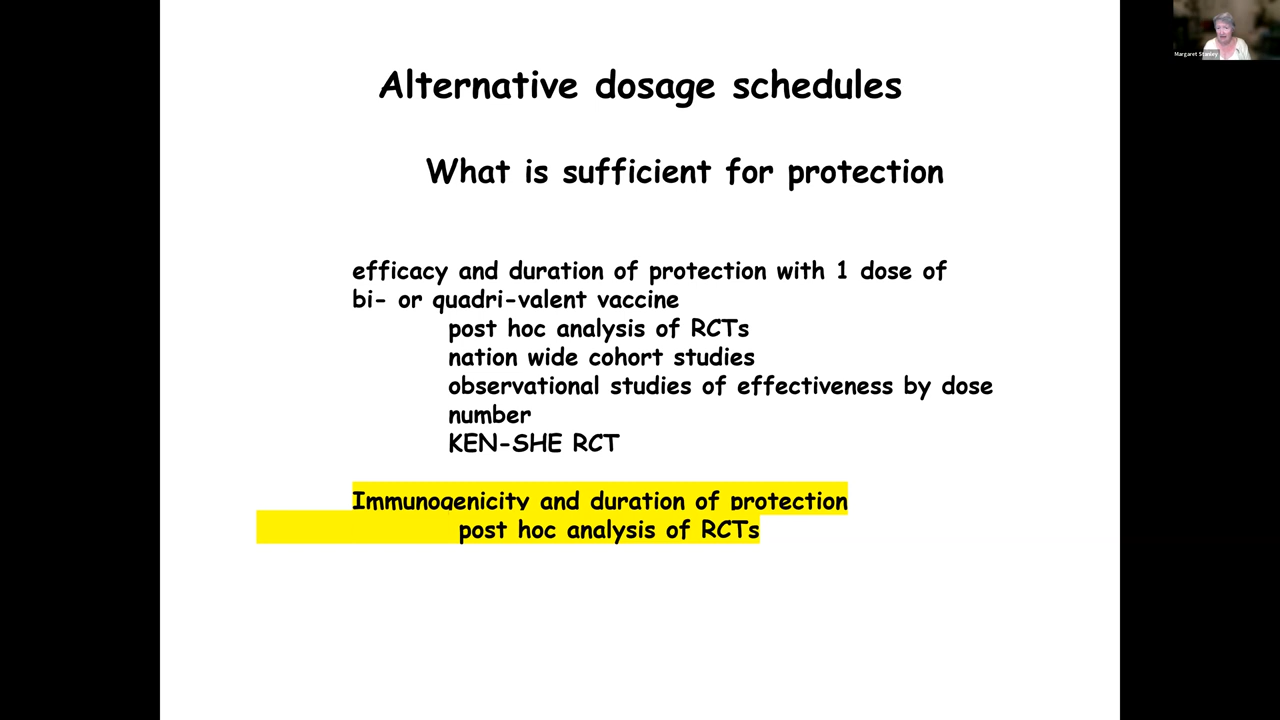 Margaret Stanley
Alternative dosage schedules
What is sufficient for protection
efficacy and duration of protection with 1 dose of
bi- or quadri-valent vaccine
post hoc analysis of RCTs
nation wide cohort studies
observational studies of effectiveness by dose
number
KEN-SHE RCT
Immunogenicity and duration of protection
post hoc analysis of RCTs